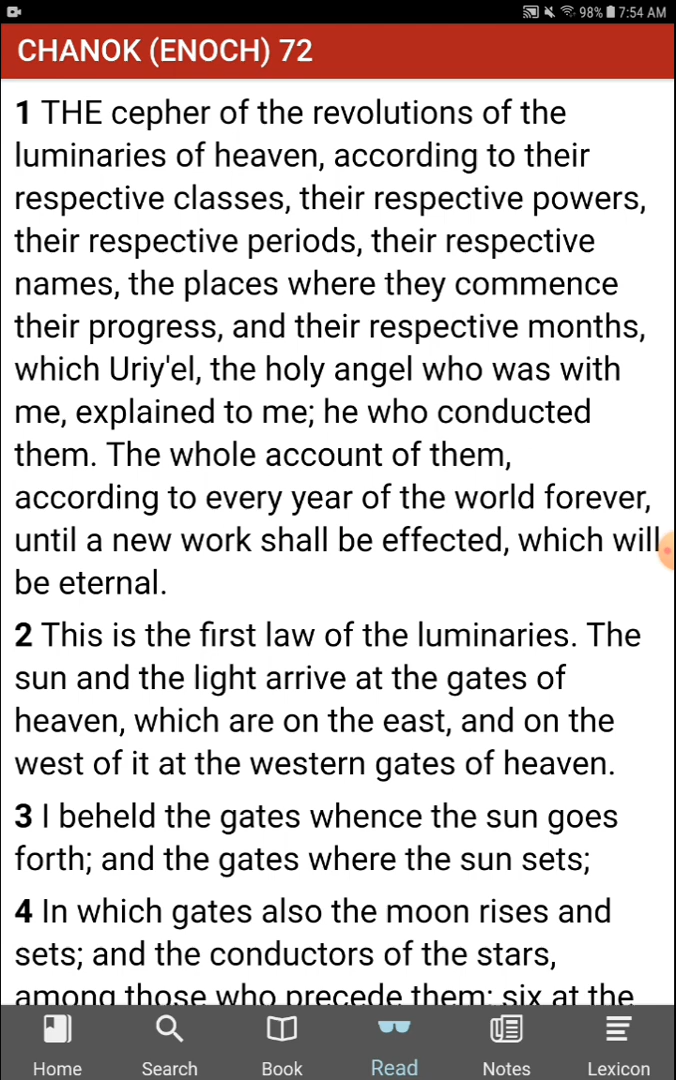 98% 7:54 AM
CHANOK (ENOCH) 72
1 THE cepher of the revolutions of the
luminaries of heaven, according to their
respective classes, their respective powers,
their respective periods, their respective
names, the places where they commence
their progress, and their respective months,
which Uriy'el, the holy angel who was with
me, explained to me; he who conducted
them. The whole account of them,
according to every year of the world forever,
until a new work shall be effected, which will
be eternal.
2 This is the first law of the luminaries. The
sun and the light arrive at the gates of
heaven, which are on the east, and on the
west of it at the western gates of heaven.
3 I beheld the gates whence the sun goes
forth; and the gates where the sun sets;
4 In which gates also the moon rises and
sets; and the conductors of the stars,
among those who precede them; six at the
Home Search Book Read Notes Lexicon